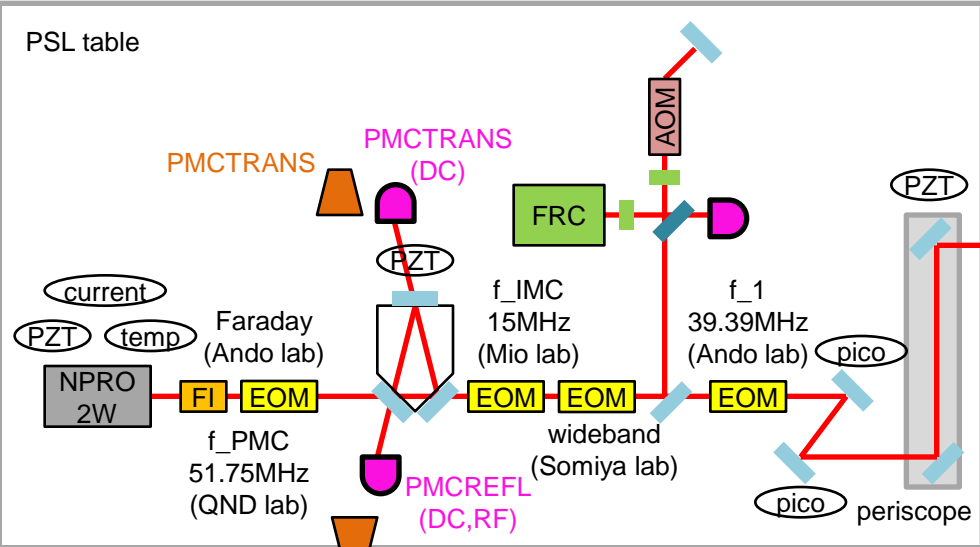 PSL table
PMCTRANS
PMCTRANS
(DC)
AOM
FRC
PZT
PZT
current
PZT
temp
Faraday
(Ando lab)
f_IMC
15MHz
(Mio lab)
f_1
39.39MHz
(Ando lab)
pico
NPRO
2W
FI
EOM
EOM
EOM
EOM
f_PMC
51.75MHz
(QND lab)
wideband
(Somiya lab)
PMCREFL
(DC,RF)
pico
periscope